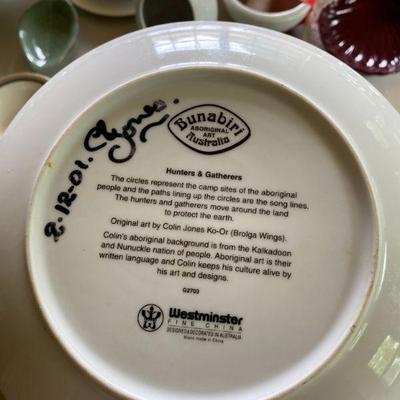 2-12-01. C Jones.
Bunabiri
ABORIGINAL
ART
Australia
Hunters & Gatherers
The circles represent the camp sites of the aboriginal
people and the paths lining up the circles are the song lines.
The hunters and gatherers move around the land
to protect the earth.
Original art by Colin Jones Ko-Or (Brolga Wings).
Colin's aboriginal background is from the Kalkadoon
and Nunuckle nation of people. Aboriginal art is their
written language and Colin keeps his culture alive by
his art and designs.
G2703
Westminster
FINE CHINA
DESIGNED & DECORATED IN AUSTRALIA
Blank made in China